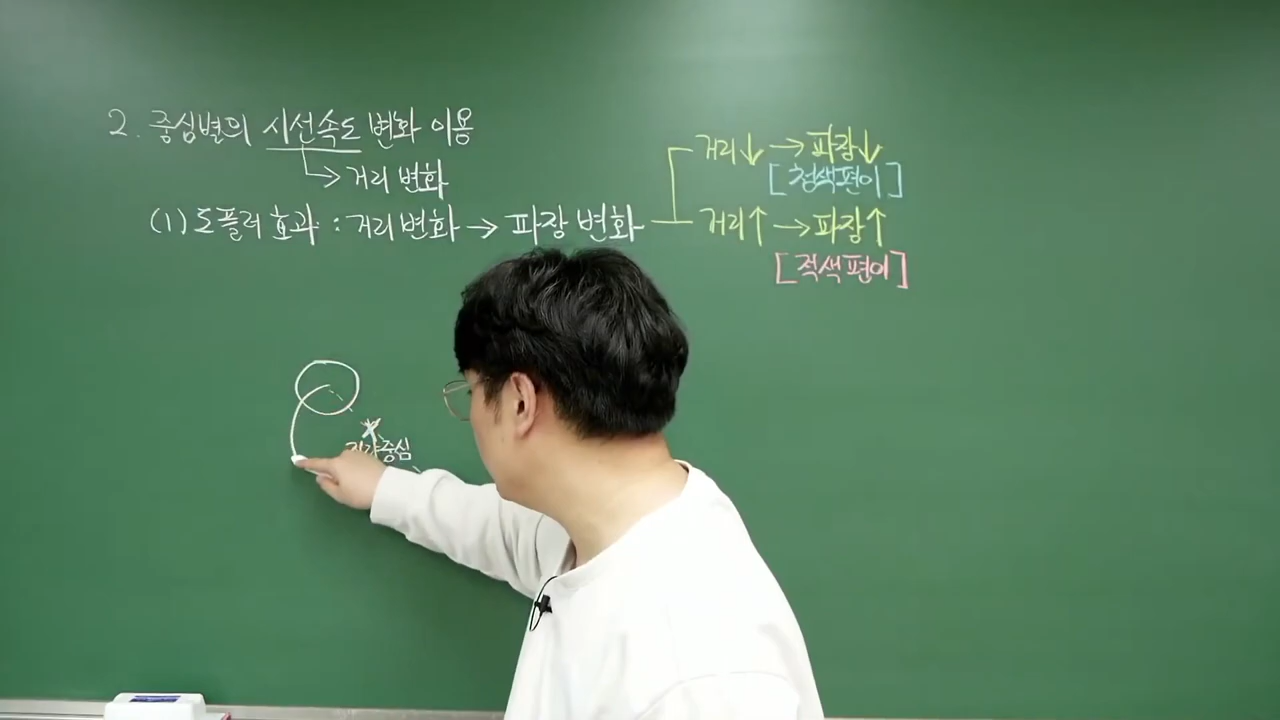 2. 중심별의 시선속도 변화 이용
↳ 거리 변화
(1) 도플러 효과 : 거리 변화 → 파장 변화
거리↓ → 파장↓
[청색편이]
거리↑ → 파장↑
[적색편이]
중심